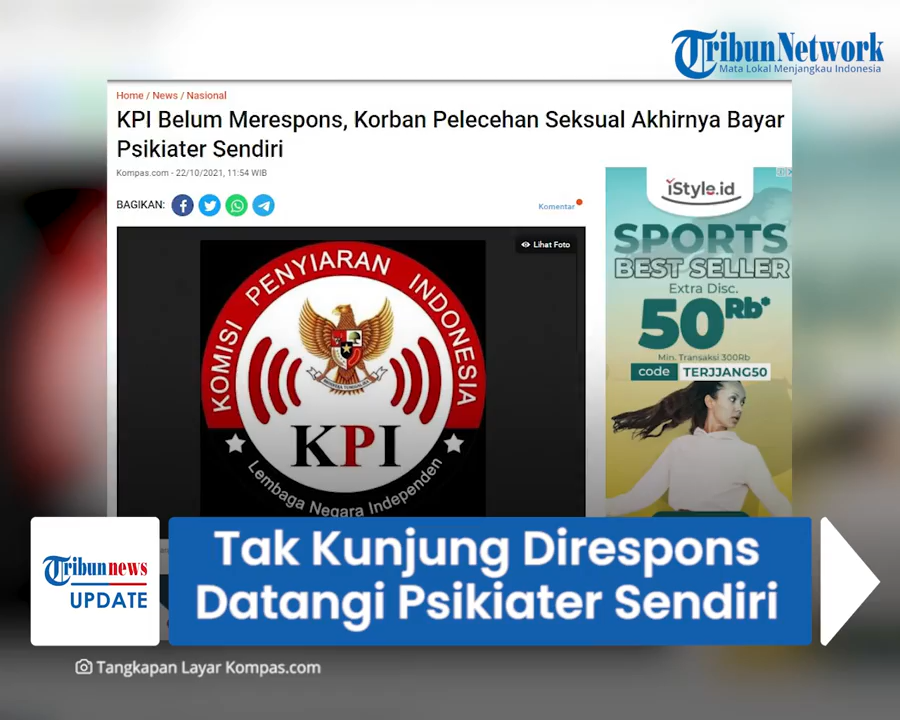 TribunNetwork
Mata Lokal Menjangkau Indonesia
Home / News / Nasional
KPI Belum Merespons, Korban Pelecehan Seksual Akhirnya Bayar
Psikiater Sendiri
Kompas.com - 22/10/2021, 11:54 WIB
BAGIKAN:
Komentar
Lihat Foto
KOMISI PENYIARAN INDONESIA
KPI
Lembaga Negara Independen
iStyle.id
SPORTS
BEST SELLER
Extra Disc.
50Rb*
Min. Transaksi 300Rb
code TERJJANG50
Tribunnews
UPDATE
Tak Kunjung Direspons
Datangi Psikiater Sendiri
Tangkapan Layar Kompas.com